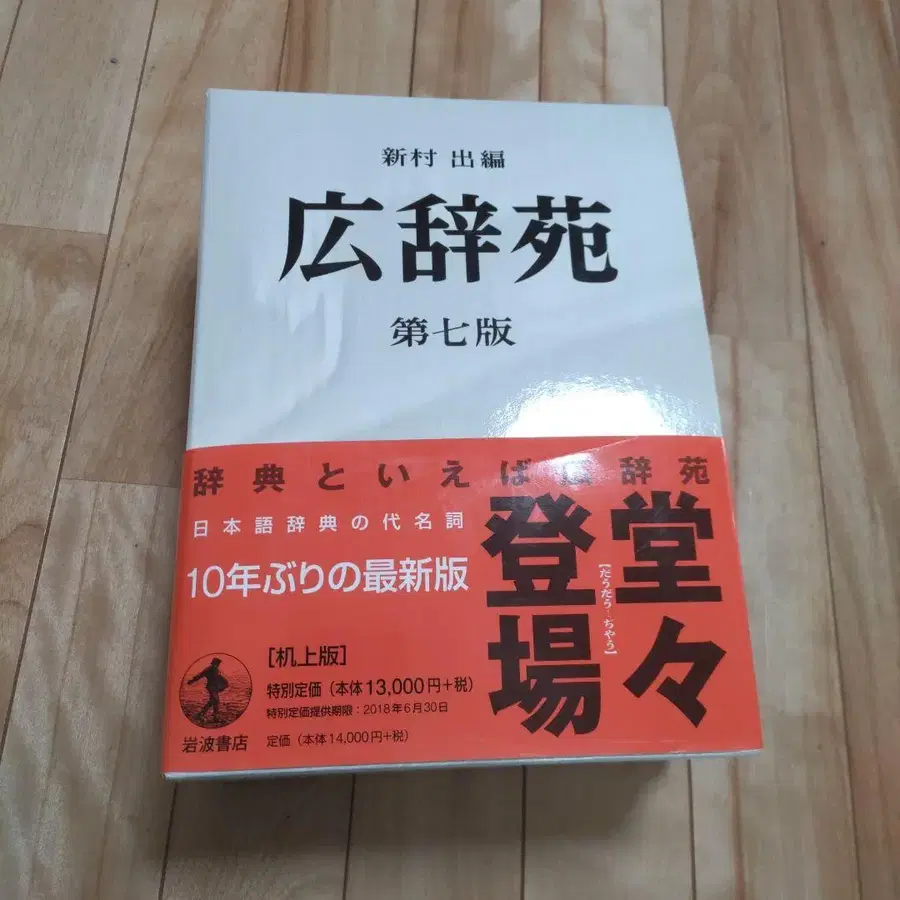 新村 出編
広辞苑
第七版
辞典といえば広辞苑
日本語辞典の代名詞
10年ぶりの最新版
堂々
登場
[机上版]
特別定価(本体13,000円+税)
特別定価提供期限:2018年6月30日
定価(本体14,000円+税)
岩波書店